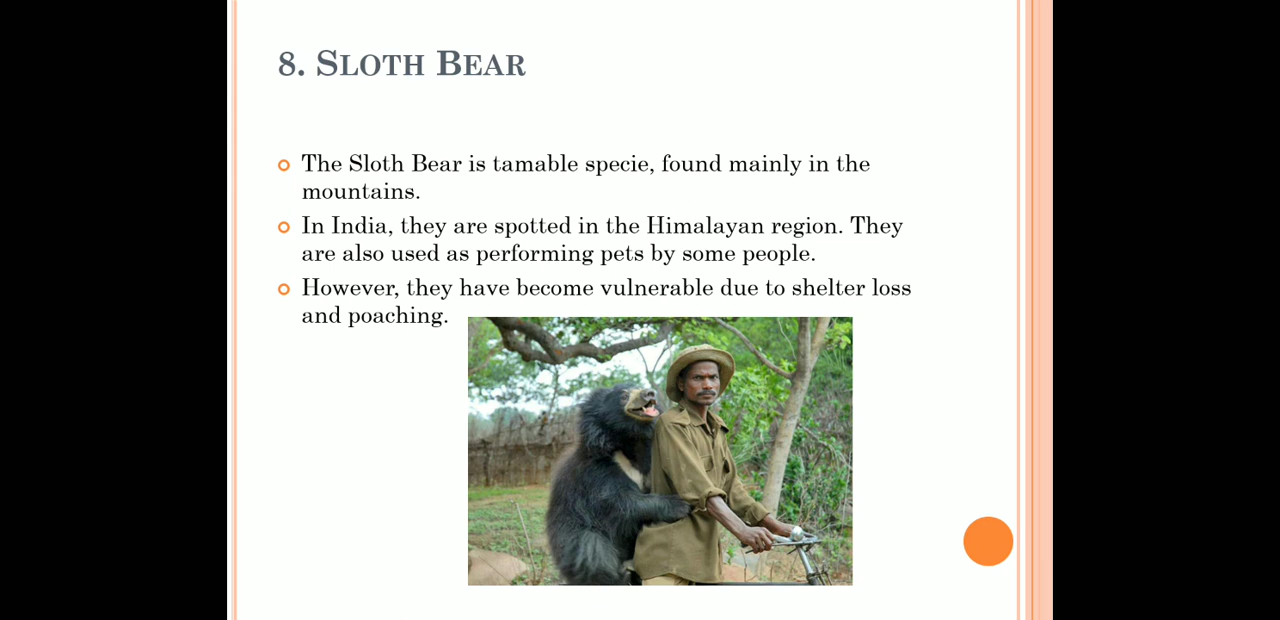 8. SLOTH BEAR
The Sloth Bear is tamable specie, found mainly in the
mountains.
In India, they are spotted in the Himalayan region. They
are also used as performing pets by some people.
However, they have become vulnerable due to shelter loss
and poaching.